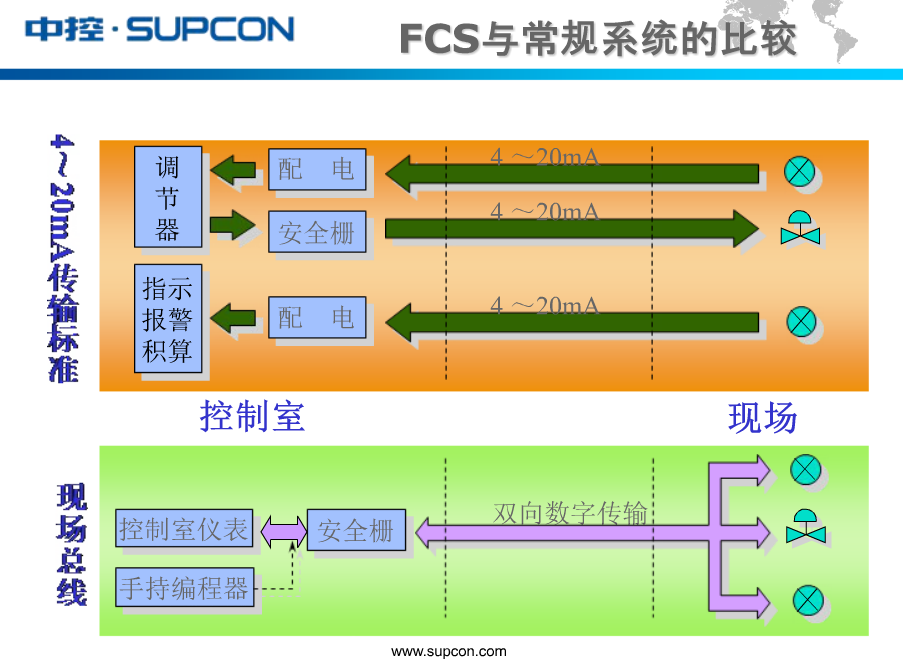 中控·SUPCON
FCS与常规系统的比较
4～20mA传输标准
调节器
配 电
4 ～20mA
安全栅
4 ～20mA
指示
报警
积算
配 电
4 ～20mA
控制室
现场
现场总线
控制室仪表
安全栅
双向数字传输
手持编程器
www.supcon.com